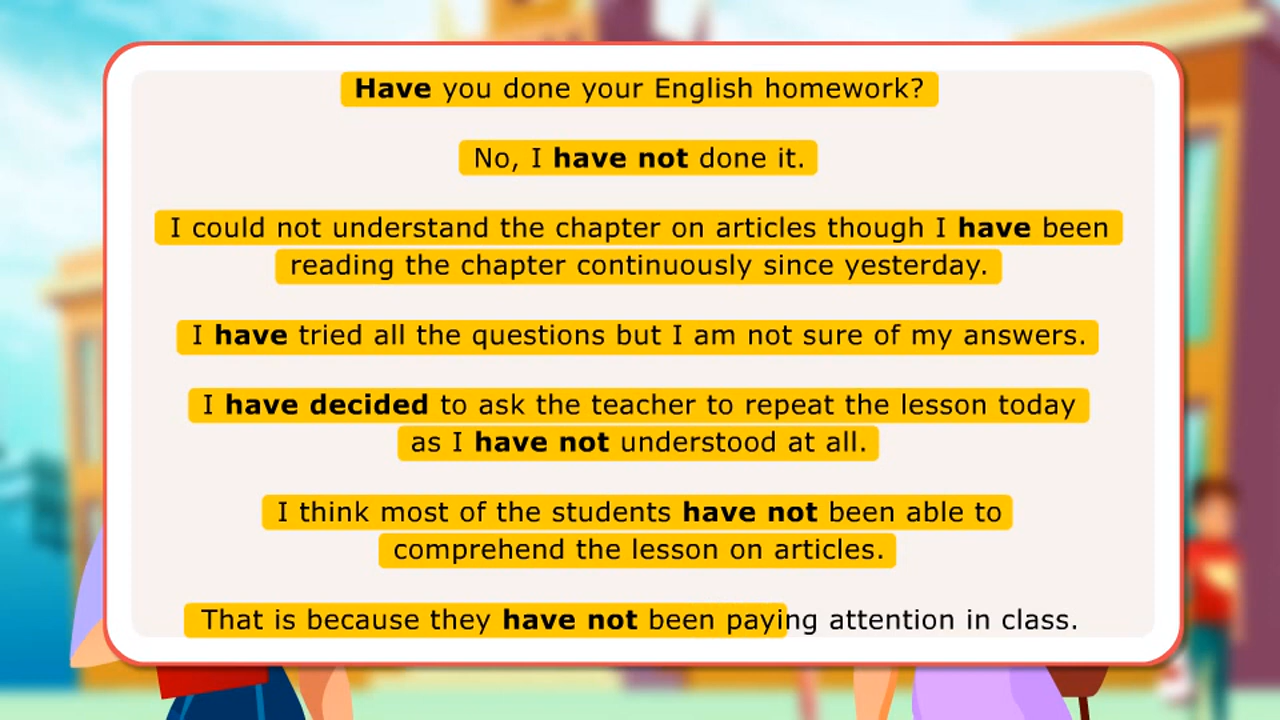 Have you done your English homework?
No, I have not done it.
I could not understand the chapter on articles though I have been
reading the chapter continuously since yesterday.
I have tried all the questions but I am not sure of my answers.
I have decided to ask the teacher to repeat the lesson today
as I have not understood at all.
I think most of the students have not been able to
comprehend the lesson on articles.
That is because they have not been paying attention in class.